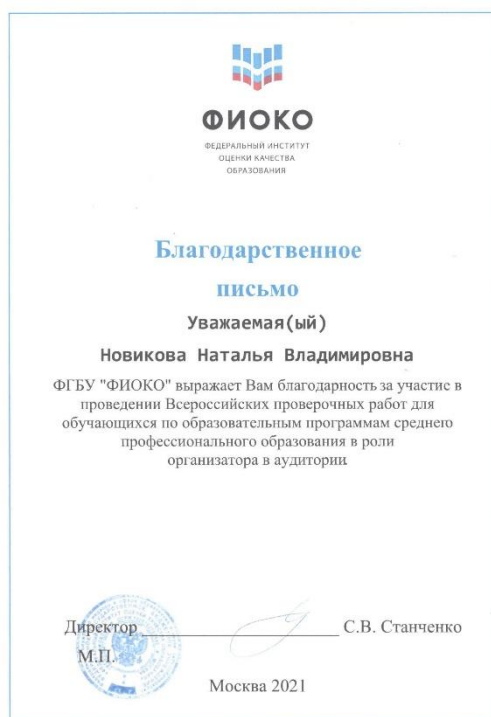 ФИОКО
ФЕДЕРАЛЬНЫЙ ИНСТИТУТ
ОЦЕНКИ КАЧЕСТВА
ОБРАЗОВАНИЯ
Благодарственное
письмо
Уважаемая(ый)
Новикова Наталья Владимировна
ФГБУ "ФИОКО" выражает Вам благодарность за участие в
проведении Всероссийских проверочных работ для
обучающихся по образовательным программам среднего
профессионального образования в роли
организатора в аудитории.
Директор С.В. Станченко
М.П.
Москва 2021